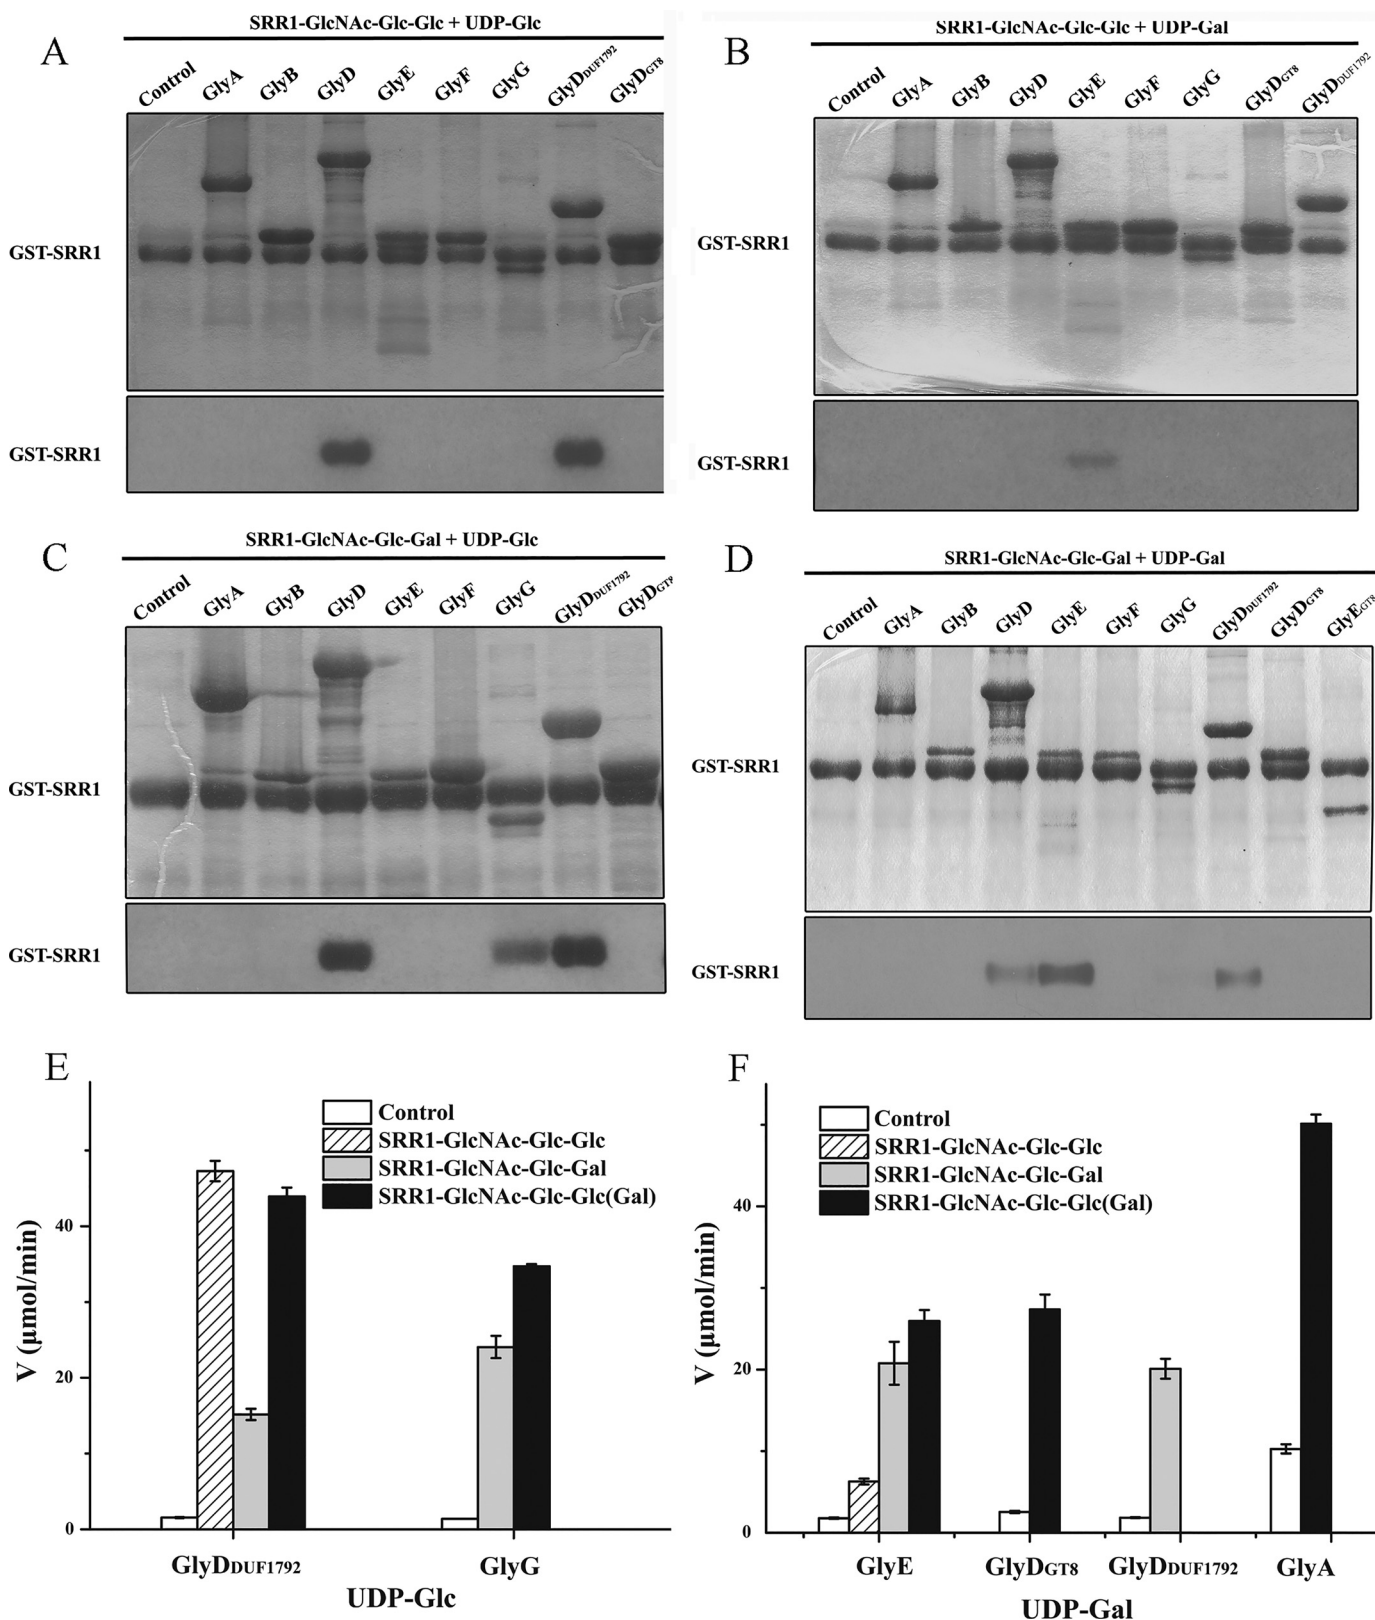 A
SRR1-GlcNAc-Glc-Glc + UDP-Glc
Control GlyA GlyB GlyD GlyE GlyF GlyG GlyDDUF1792 GlyDGT8
GST-SRR1
GST-SRR1
B
SRR1-GlcNAc-Glc-Glc + UDP-Gal
Control GlyA GlyB GlyD GlyE GlyF GlyG GlyDGT8 GlyDDUF1792
GST-SRR1
GST-SRR1
C
SRR1-GlcNAc-Glc-Gal + UDP-Glc
Control GlyA GlyB GlyD GlyE GlyF GlyG GlyDDUF1792 GlyDGT8
GST-SRR1
GST-SRR1
D
SRR1-GlcNAc-Glc-Gal + UDP-Gal
Control GlyA GlyB GlyD GlyE GlyF GlyG GlyDDUF1792 GlyDGT8 GlyEGT8
GST-SRR1
GST-SRR1
E
Control
SRR1-GlcNAc-Glc-Glc
SRR1-GlcNAc-Glc-Gal
SRR1-GlcNAc-Glc-Glc(Gal)
V (μmol/min)
40
20
0
GlyDDUF1792 GlyG
UDP-Glc
F
Control
SRR1-GlcNAc-Glc-Glc
SRR1-GlcNAc-Glc-Gal
SRR1-GlcNAc-Glc-Glc(Gal)
V (μmol/min)
40
20
0
GlyE GlyDGT8 GlyDDUF1792 GlyA
UDP-Gal